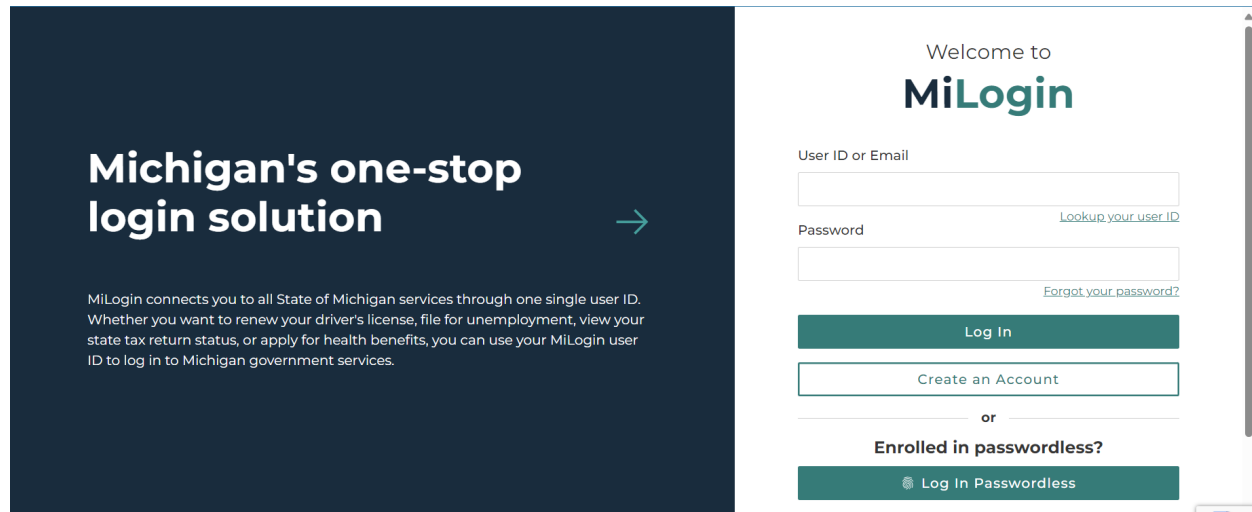 Michigan's one-stop
login solution
MiLogin connects you to all State of Michigan services through one single user ID.
Whether you want to renew your driver's license, file for unemployment, view your
state tax return status, or apply for health benefits, you can use your MiLogin user
ID to log in to Michigan government services.
Welcome to
MiLogin
User ID or Email
Lookup your user ID
Password
Forgot your password?
Log In
Create an Account
or
Enrolled in passwordless?
Log In Passwordless